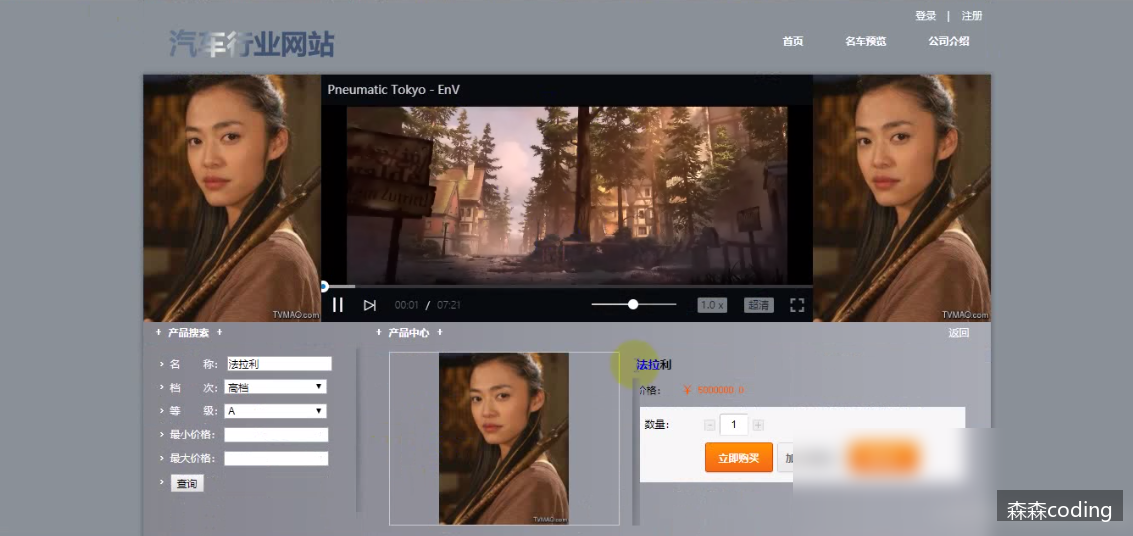 登录 | 注册
汽车行业网站
首页 名车预览 公司介绍
Pneumatic Tokyo - EnV
00:01 / 07:21
1.0 x 超清
TVMAO.com
TVMAO.com
+ 产品搜索 +
+ 产品中心 +
返回
› 名 称: 法拉利
› 档 次: 高档
› 等 级: A
› 最小价格:
› 最大价格:
› 查询
TVMAO.com
法拉利
价格: ￥ 5000000.0
数量: - 1 +
立即购买 加
森森coding